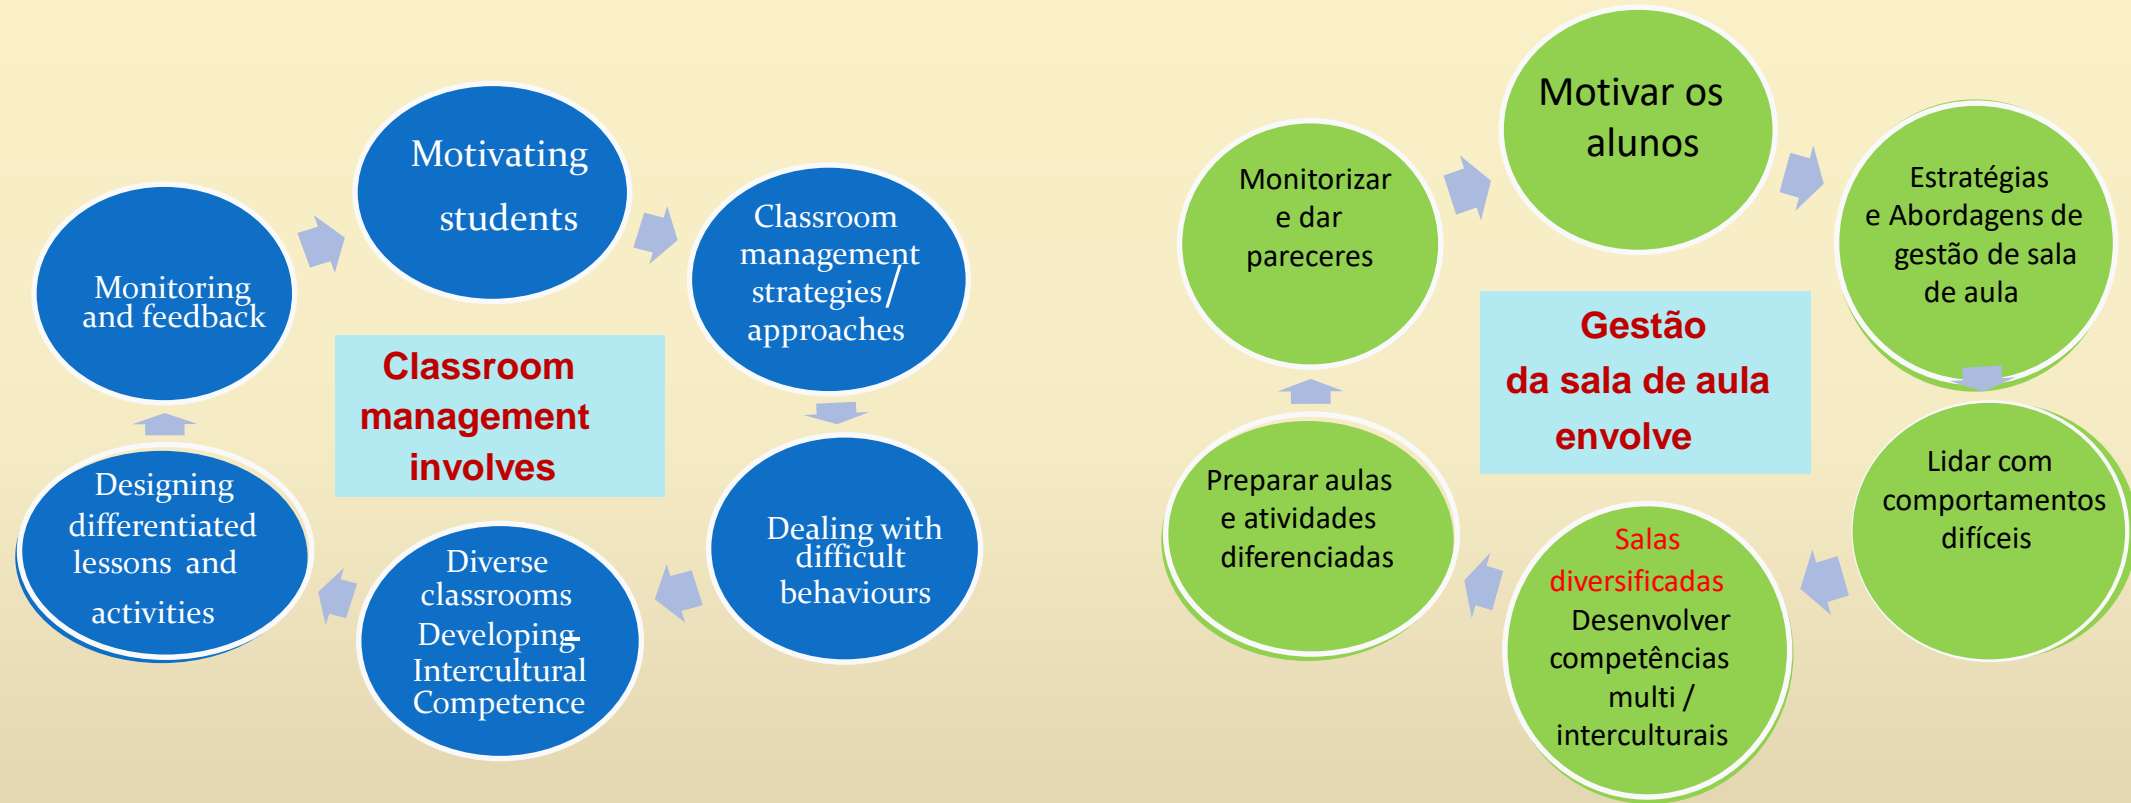 Motivating
students
Classroom
management
strategies /
approaches
Dealing with
difficult
behaviours
Diverse
classrooms
Developing-
Intercultural
Competence
Designing
differentiated
lessons and
activities
Monitoring
and feedback
Classroom
management
involves
Motivar os
alunos
Estratégias
e Abordagens de
gestão de sala
de aula
Lidar com
comportamentos
difíceis
Salas
diversificadas
Desenvolver
competências
multi /
interculturais
Preparar aulas
e atividades
diferenciadas
Monitorizar
e dar
pareceres
Gestão
da sala de aula
envolve